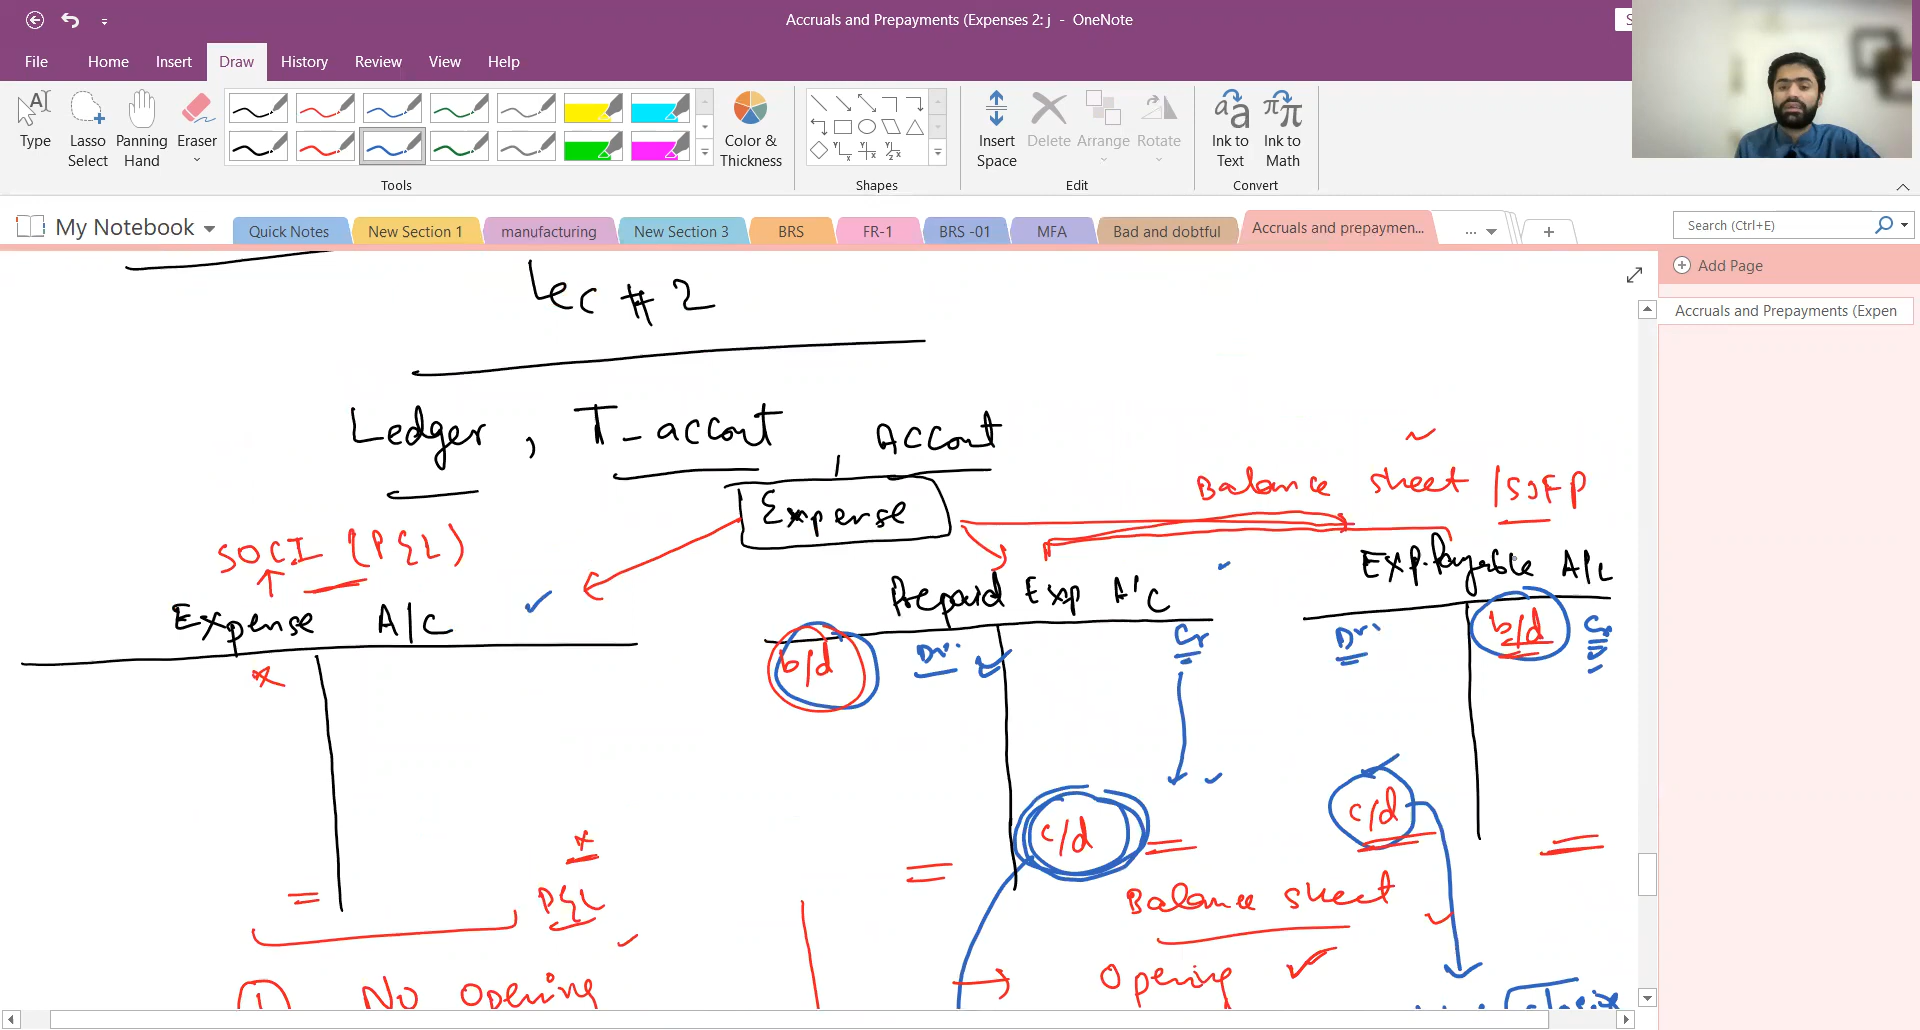 Accruals and Prepayments (Expenses 2: j - OneNote
File Home Insert Draw History Review View Help
Type
Lasso Select
Panning Hand
Eraser
Color & Thickness
Insert Space
Delete
Arrange
Rotate
Ink to Text
Ink to Math
Tools
Shapes
Edit
Convert
My Notebook
Quick Notes
New Section 1
manufacturing
New Section 3
BRS
FR-1
BRS -01
MFA
Bad and doubtful
Accruals and prepaymen...
...
Search (Ctrl+E)
Add Page
Accruals and Prepayments (Expen
Lec # 2
Ledger, T-accont, Accont
Expense
Balance sheet / SOFP
SOCI (P&L)
Expense A/C
Prepaid Exp A/C
Exp.Payable A/C
b/d Dr. Cr
Dr. b/d Cr
c/d
c/d
P&L
Balance sheet
① No opening
→ Opening